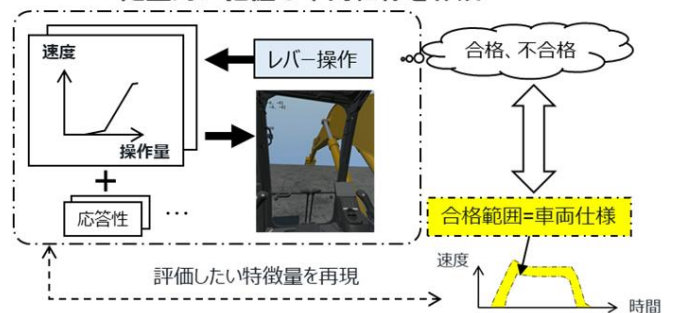 速度
レバー操作
合格、不合格
操作量
+
応答性
…
合格範囲=車両仕様
評価したい特徴量を再現
速度
時間